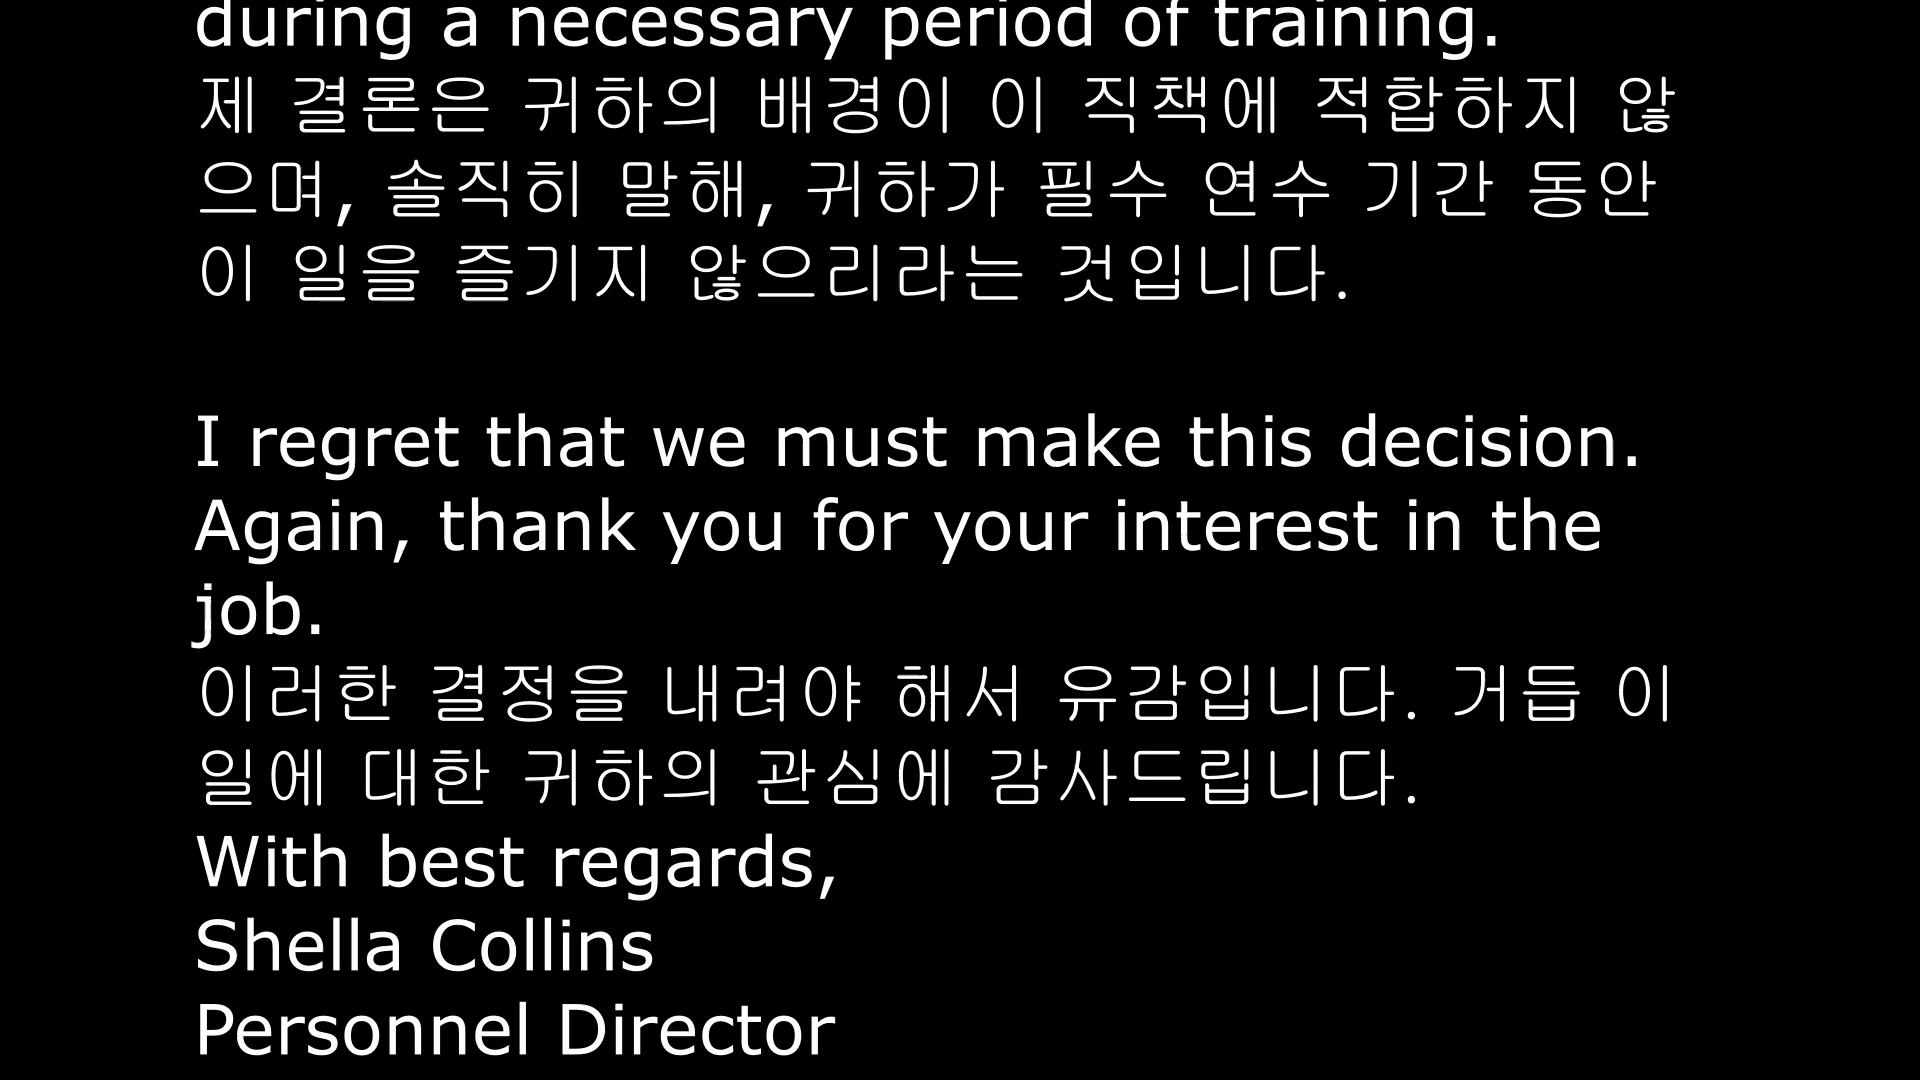 during a necessary period of training.
제 결론은 귀하의 배경이 이 직책에 적합하지 않
으며, 솔직히 말해, 귀하가 필수 연수 기간 동안
이 일을 즐기지 않으리라는 것입니다.
I regret that we must make this decision.
Again, thank you for your interest in the
job.
이러한 결정을 내려야 해서 유감입니다. 거듭 이
일에 대한 귀하의 관심에 감사드립니다.
With best regards,
Shella Collins
Personnel Director